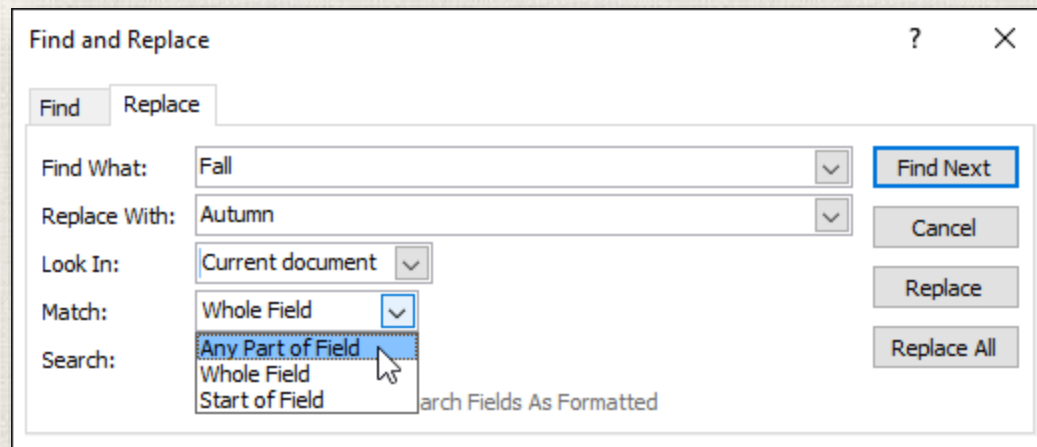 Find and Replace ?
Find Replace
Find What: Fall Find Next
Replace With: Autumn Cancel
Look In: Current document
Match: Whole Field Replace
Any Part of Field
Search: Replace All
Whole Field
Start of Field arch Fields As Formatted